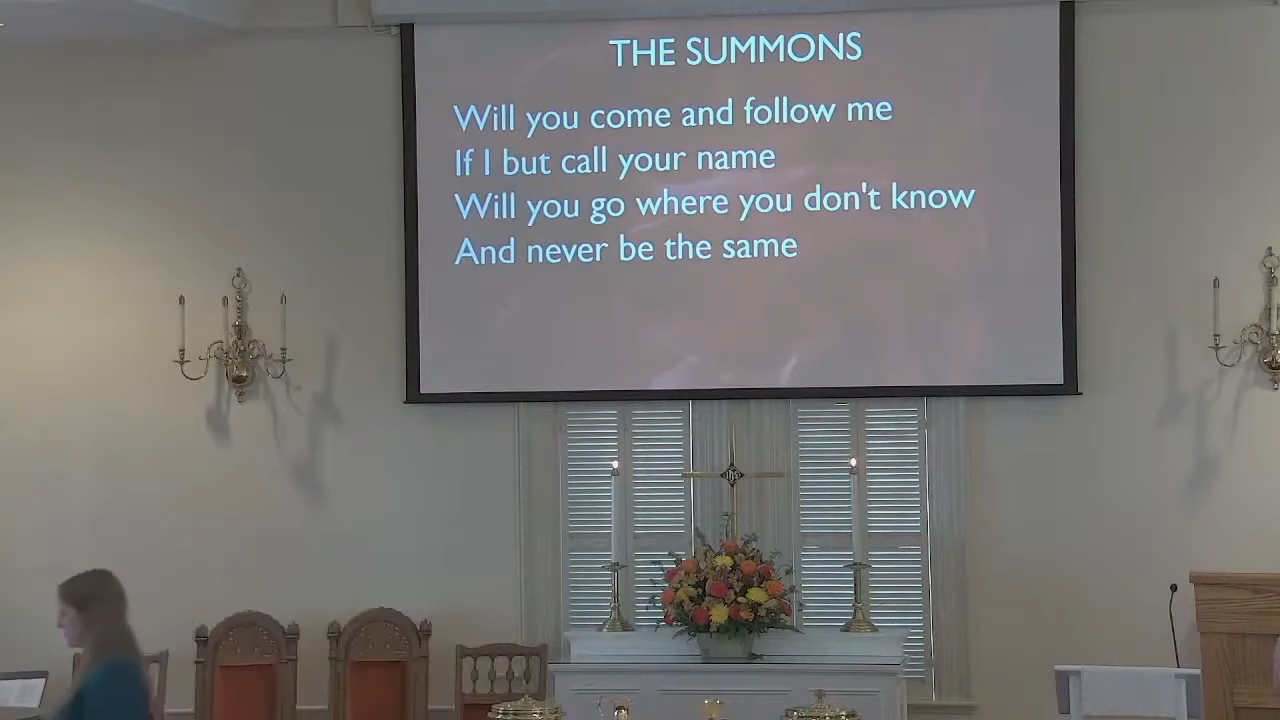 THE SUMMONS
Will you come and follow me
If I but call your name
Will you go where you don't know
And never be the same
IHS